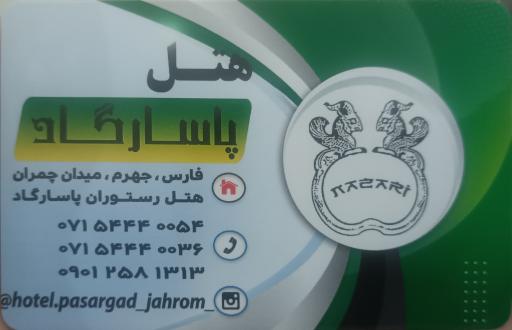 هتل
پاسارگاد
فارس ، جهرم ، میدان چمران
هتل رستوران پاسارگاد
۰۷۱ ۵۴۴۴ ۰۰۵۴
۰۷۱ ۵۴۴۴ ۰۰۳۶
۰۹۰۱ ۲۵۸ ۱۳۱۳
@hotel.pasargad_jahrom_
NAZARI